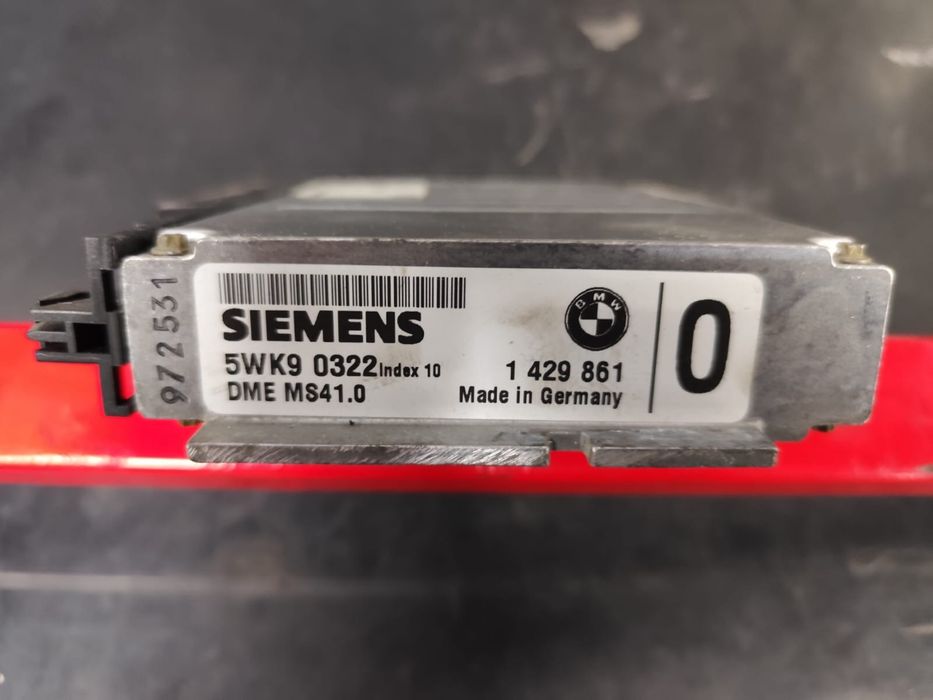 972531
SIEMENS
5WK9 0322 Index 10
DME MS41.0
BMW
1 429 861
Made in Germany
0